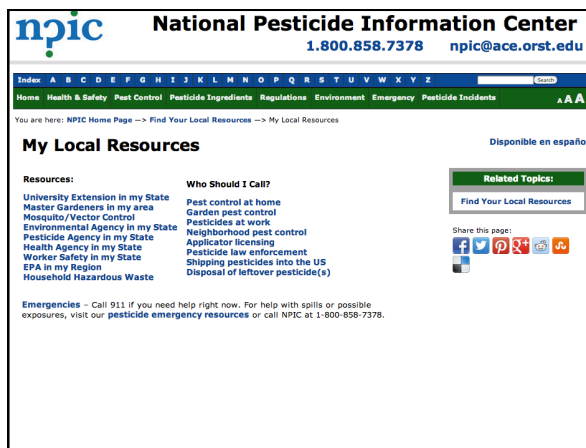 npic
National Pesticide Information Center
1.800.858.7378 npic@ace.orst.edu
Index A B C D E F G H I J K L M N O P Q R S T U V W X Y Z Search
Home Health & Safety Pest Control Pesticide Ingredients Regulations Environment Emergency Pesticide Incidents A A A
You are here: NPIC Home Page —> Find Your Local Resources —> My Local Resources
My Local Resources
Disponible en españo
Resources:
University Extension in my State
Master Gardeners in my area
Mosquito/Vector Control
Environmental Agency in my State
Pesticide Agency in my State
Health Agency in my State
Worker Safety in my State
EPA in my Region
Household Hazardous Waste
Who Should I Call?
Pest control at home
Garden pest control
Pesticides at work
Neighborhood pest control
Applicator licensing
Pesticide law enforcement
Shipping pesticides into the US
Disposal of leftover pesticide(s)
Related Topics:
Find Your Local Resources
Share this page:
Emergencies – Call 911 if you need help right now. For help with spills or possible
exposures, visit our pesticide emergency resources or call NPIC at 1-800-858-7378.